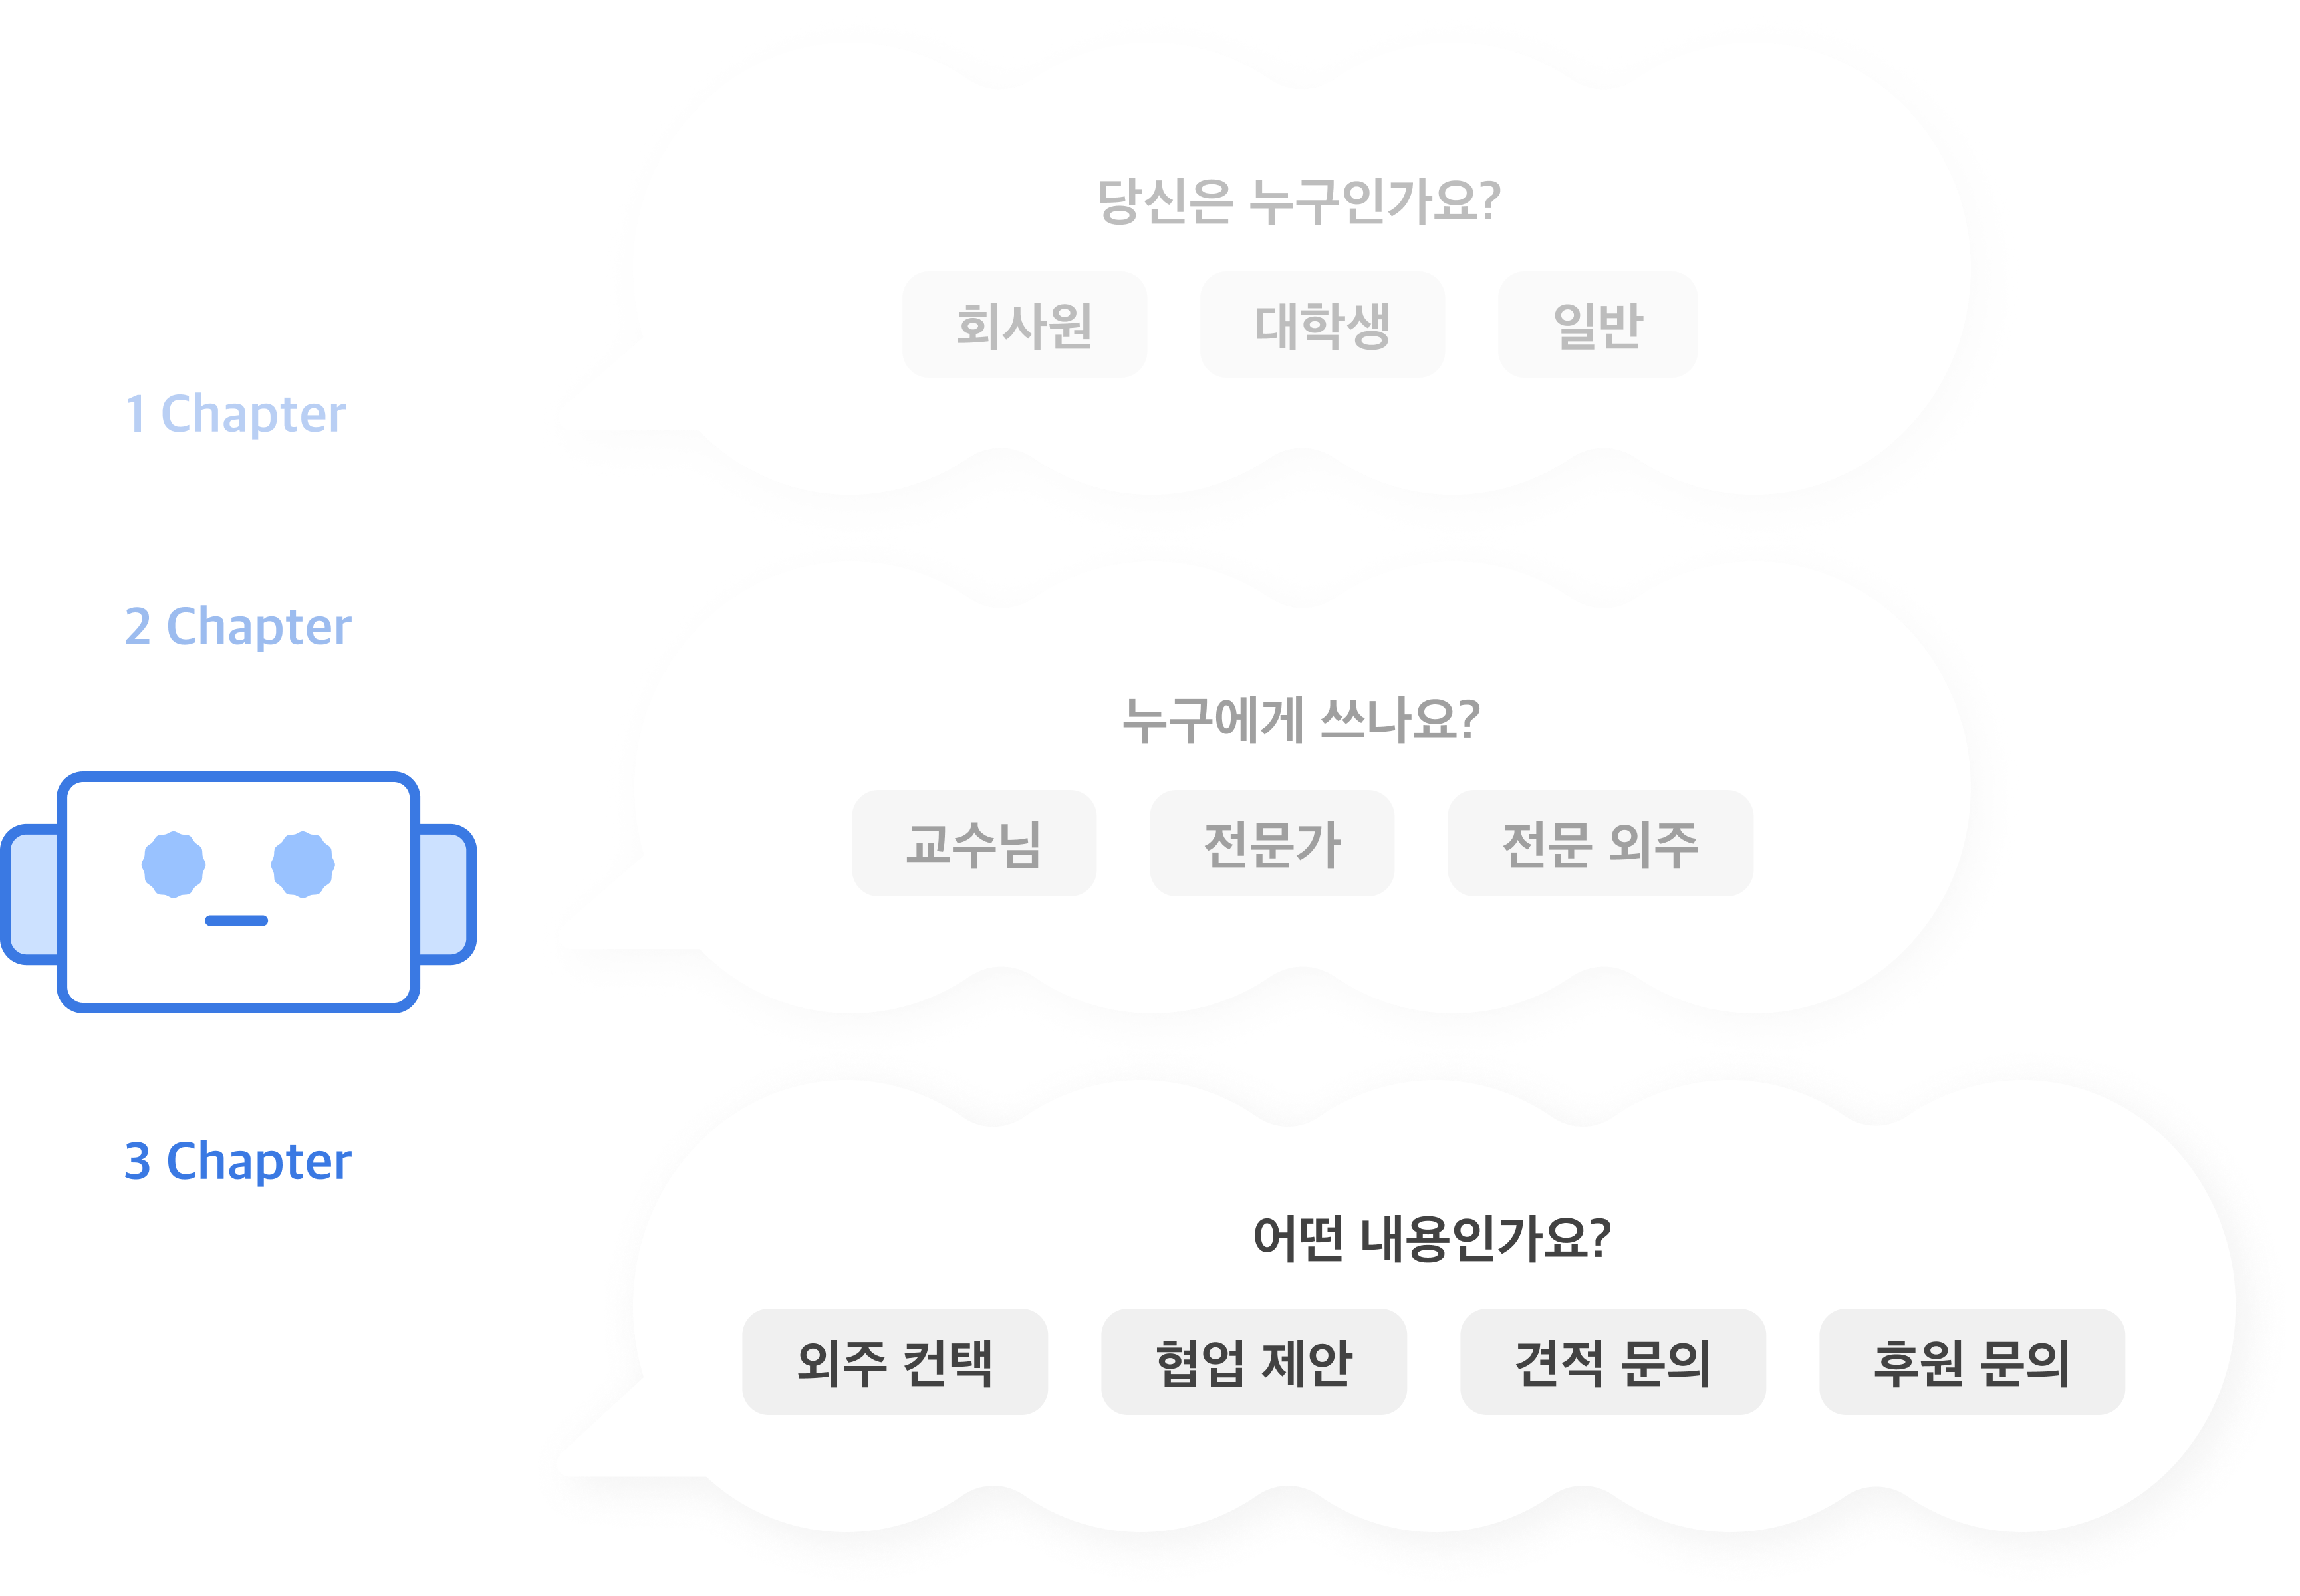 당신은 누구인가요?
회사원 대학생 일반
1 Chapter
2 Chapter
누구에게 쓰나요?
교수님 전문가 전문 외주
3 Chapter
어떤 내용인가요?
외주 컨택 협업 제안 견적 문의 후원 문의